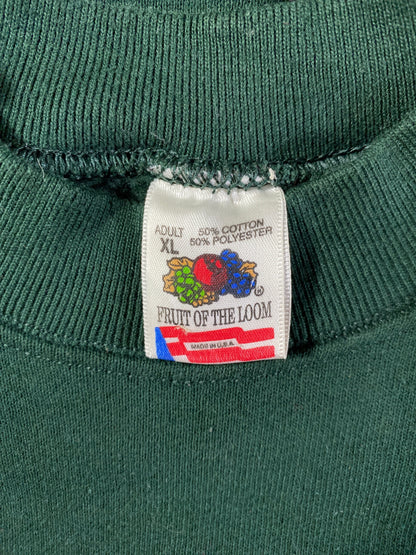 ADULT 50% COTTON
XL 50% POLYESTER
®
FRUIT OF THE LOOM
MADE IN U.S.A.